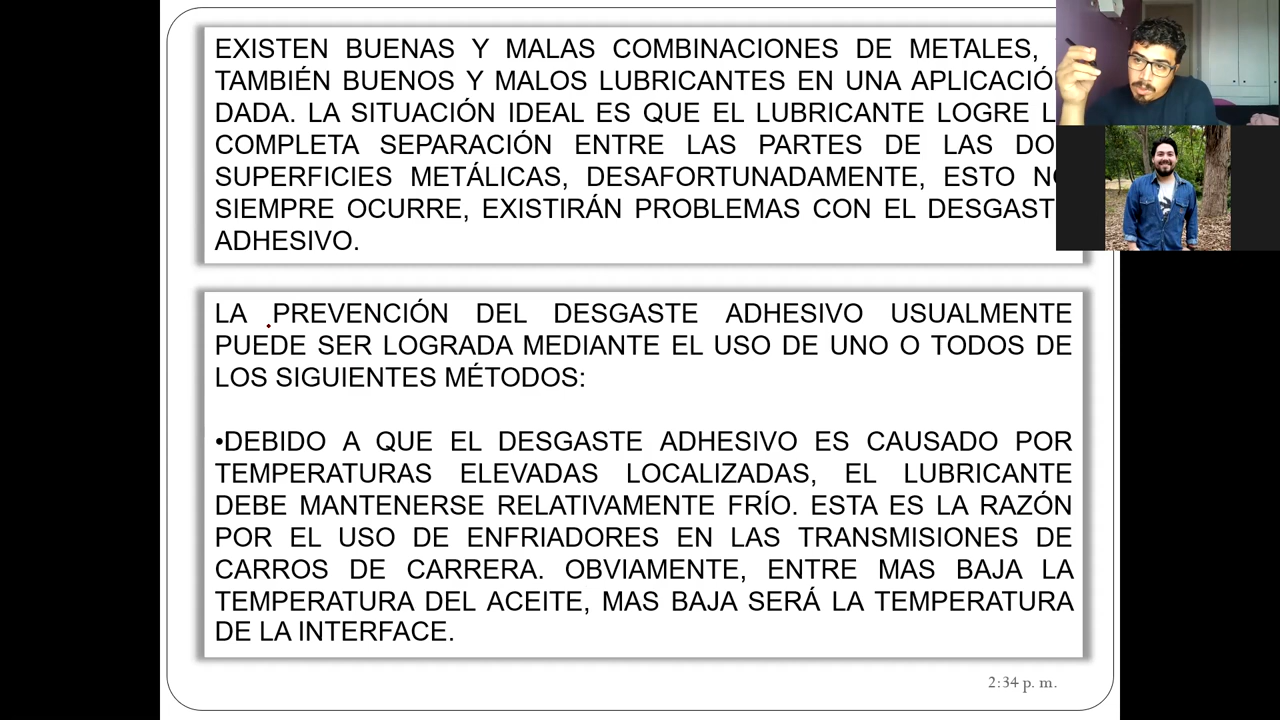 EXISTEN BUENAS Y MALAS COMBINACIONES DE METALES,
TAMBIÉN BUENOS Y MALOS LUBRICANTES EN UNA APLICACIÓ
DADA. LA SITUACIÓN IDEAL ES QUE EL LUBRICANTE LOGRE L
COMPLETA SEPARACIÓN ENTRE LAS PARTES DE LAS DO
SUPERFICIES METÁLICAS, DESAFORTUNADAMENTE, ESTO NO
SIEMPRE OCURRE, EXISTIRÁN PROBLEMAS CON EL DESGAST
ADHESIVO.
LA PREVENCIÓN DEL DESGASTE ADHESIVO USUALMENTE
PUEDE SER LOGRADA MEDIANTE EL USO DE UNO O TODOS DE
LOS SIGUIENTES MÉTODOS:
•DEBIDO A QUE EL DESGASTE ADHESIVO ES CAUSADO POR
TEMPERATURAS ELEVADAS LOCALIZADAS, EL LUBRICANTE
DEBE MANTENERSE RELATIVAMENTE FRÍO. ESTA ES LA RAZÓN
POR EL USO DE ENFRIADORES EN LAS TRANSMISIONES DE
CARROS DE CARRERA. OBVIAMENTE, ENTRE MAS BAJA LA
TEMPERATURA DEL ACEITE, MAS BAJA SERÁ LA TEMPERATURA
DE LA INTERFACE.
2:34 p. m.